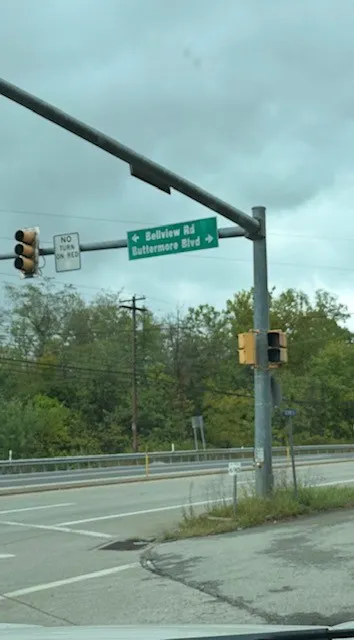 NO
TURN
ON RED
← Bellview Rd
Buttermore Blvd →